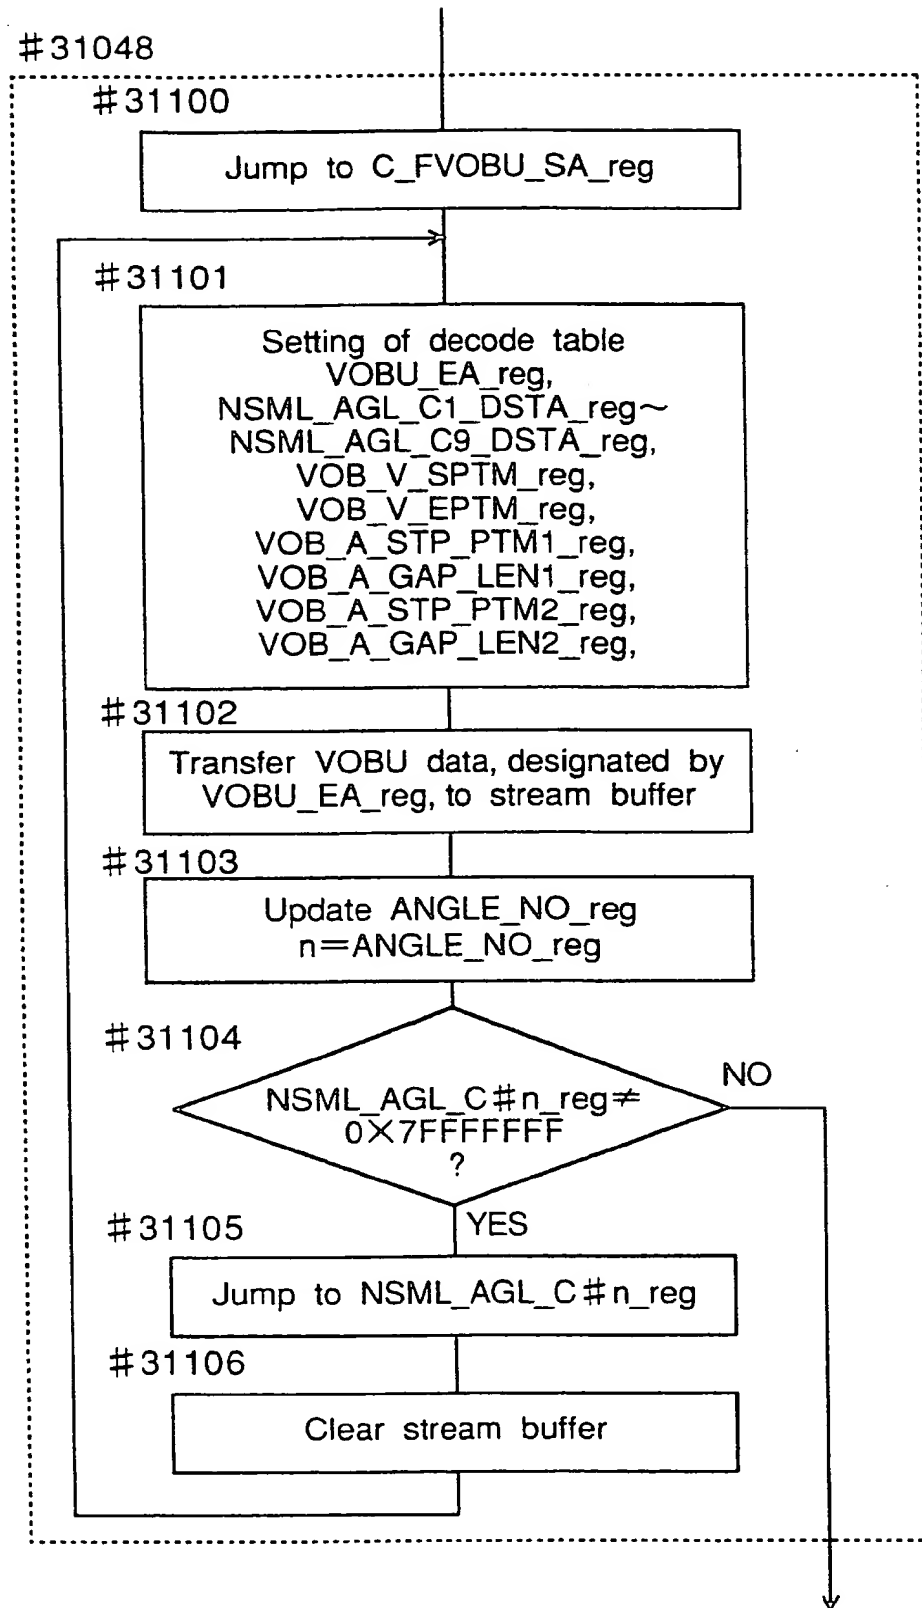 #31048
#31100
Jump to C_FVOBU_SA_reg
#31101
Setting of decode table
VOBU_EA_reg,
NSML_AGL_C1_DSTA_reg~
NSML_AGL_C9_DSTA_reg,
VOB_V_SPTM_reg,
VOB_V_EPTM_reg,
VOB_A_STP_PTM1_reg,
VOB_A_GAP_LEN1_reg,
VOB_A_STP_PTM2_reg,
VOB_A_GAP_LEN2_reg,
#31102
Transfer VOBU data, designated by
VOBU_EA_reg, to stream buffer
#31103
Update ANGLE_NO_reg
n=ANGLE_NO_reg
#31104
NSML_AGL_C#n_reg≠
0×7FFFFFFF
?
NO
YES
#31105
Jump to NSML_AGL_C#n_reg
#31106
Clear stream buffer